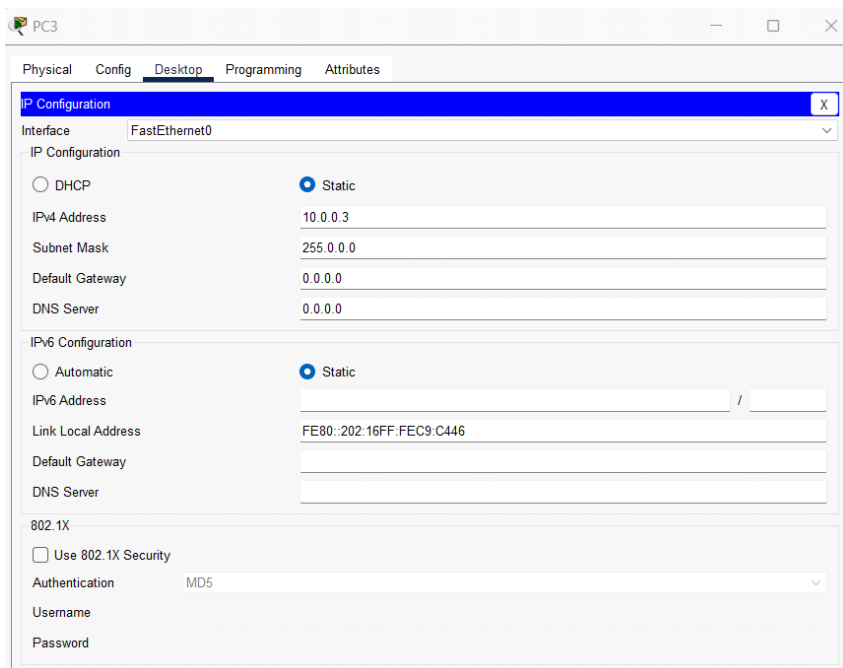 PC3
Physical Config Desktop Programming Attributes
IP Configuration X
Interface FastEthernet0
IP Configuration
DHCP Static
IPv4 Address 10.0.0.3
Subnet Mask 255.0.0.0
Default Gateway 0.0.0.0
DNS Server 0.0.0.0
IPv6 Configuration
Automatic Static
IPv6 Address /
Link Local Address FE80::202:16FF:FEC9:C446
Default Gateway
DNS Server
802.1X
Use 802.1X Security
Authentication MD5
Username
Password